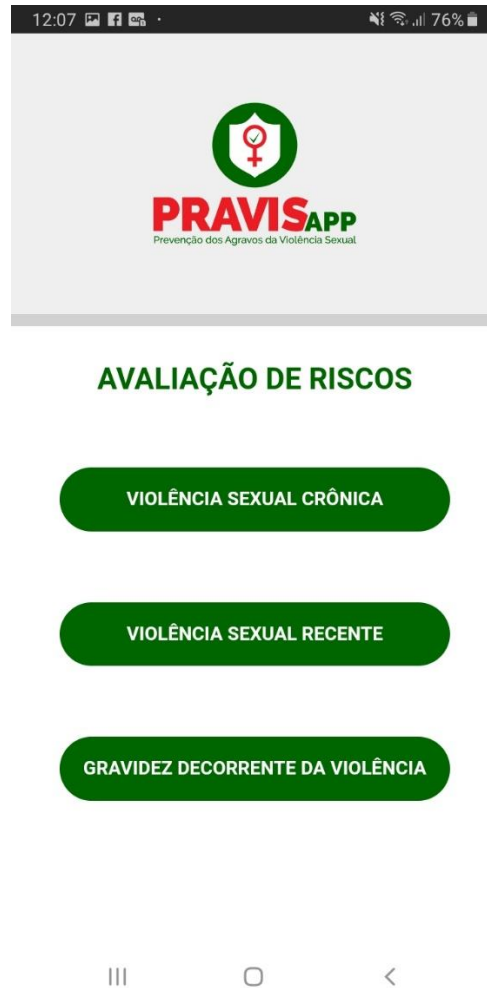 12:07 76%
PRAVISAPP
Prevenção dos Agravos da Violência Sexual
AVALIAÇÃO DE RISCOS
VIOLÊNCIA SEXUAL CRÔNICA
VIOLÊNCIA SEXUAL RECENTE
GRAVIDEZ DECORRENTE DA VIOLÊNCIA